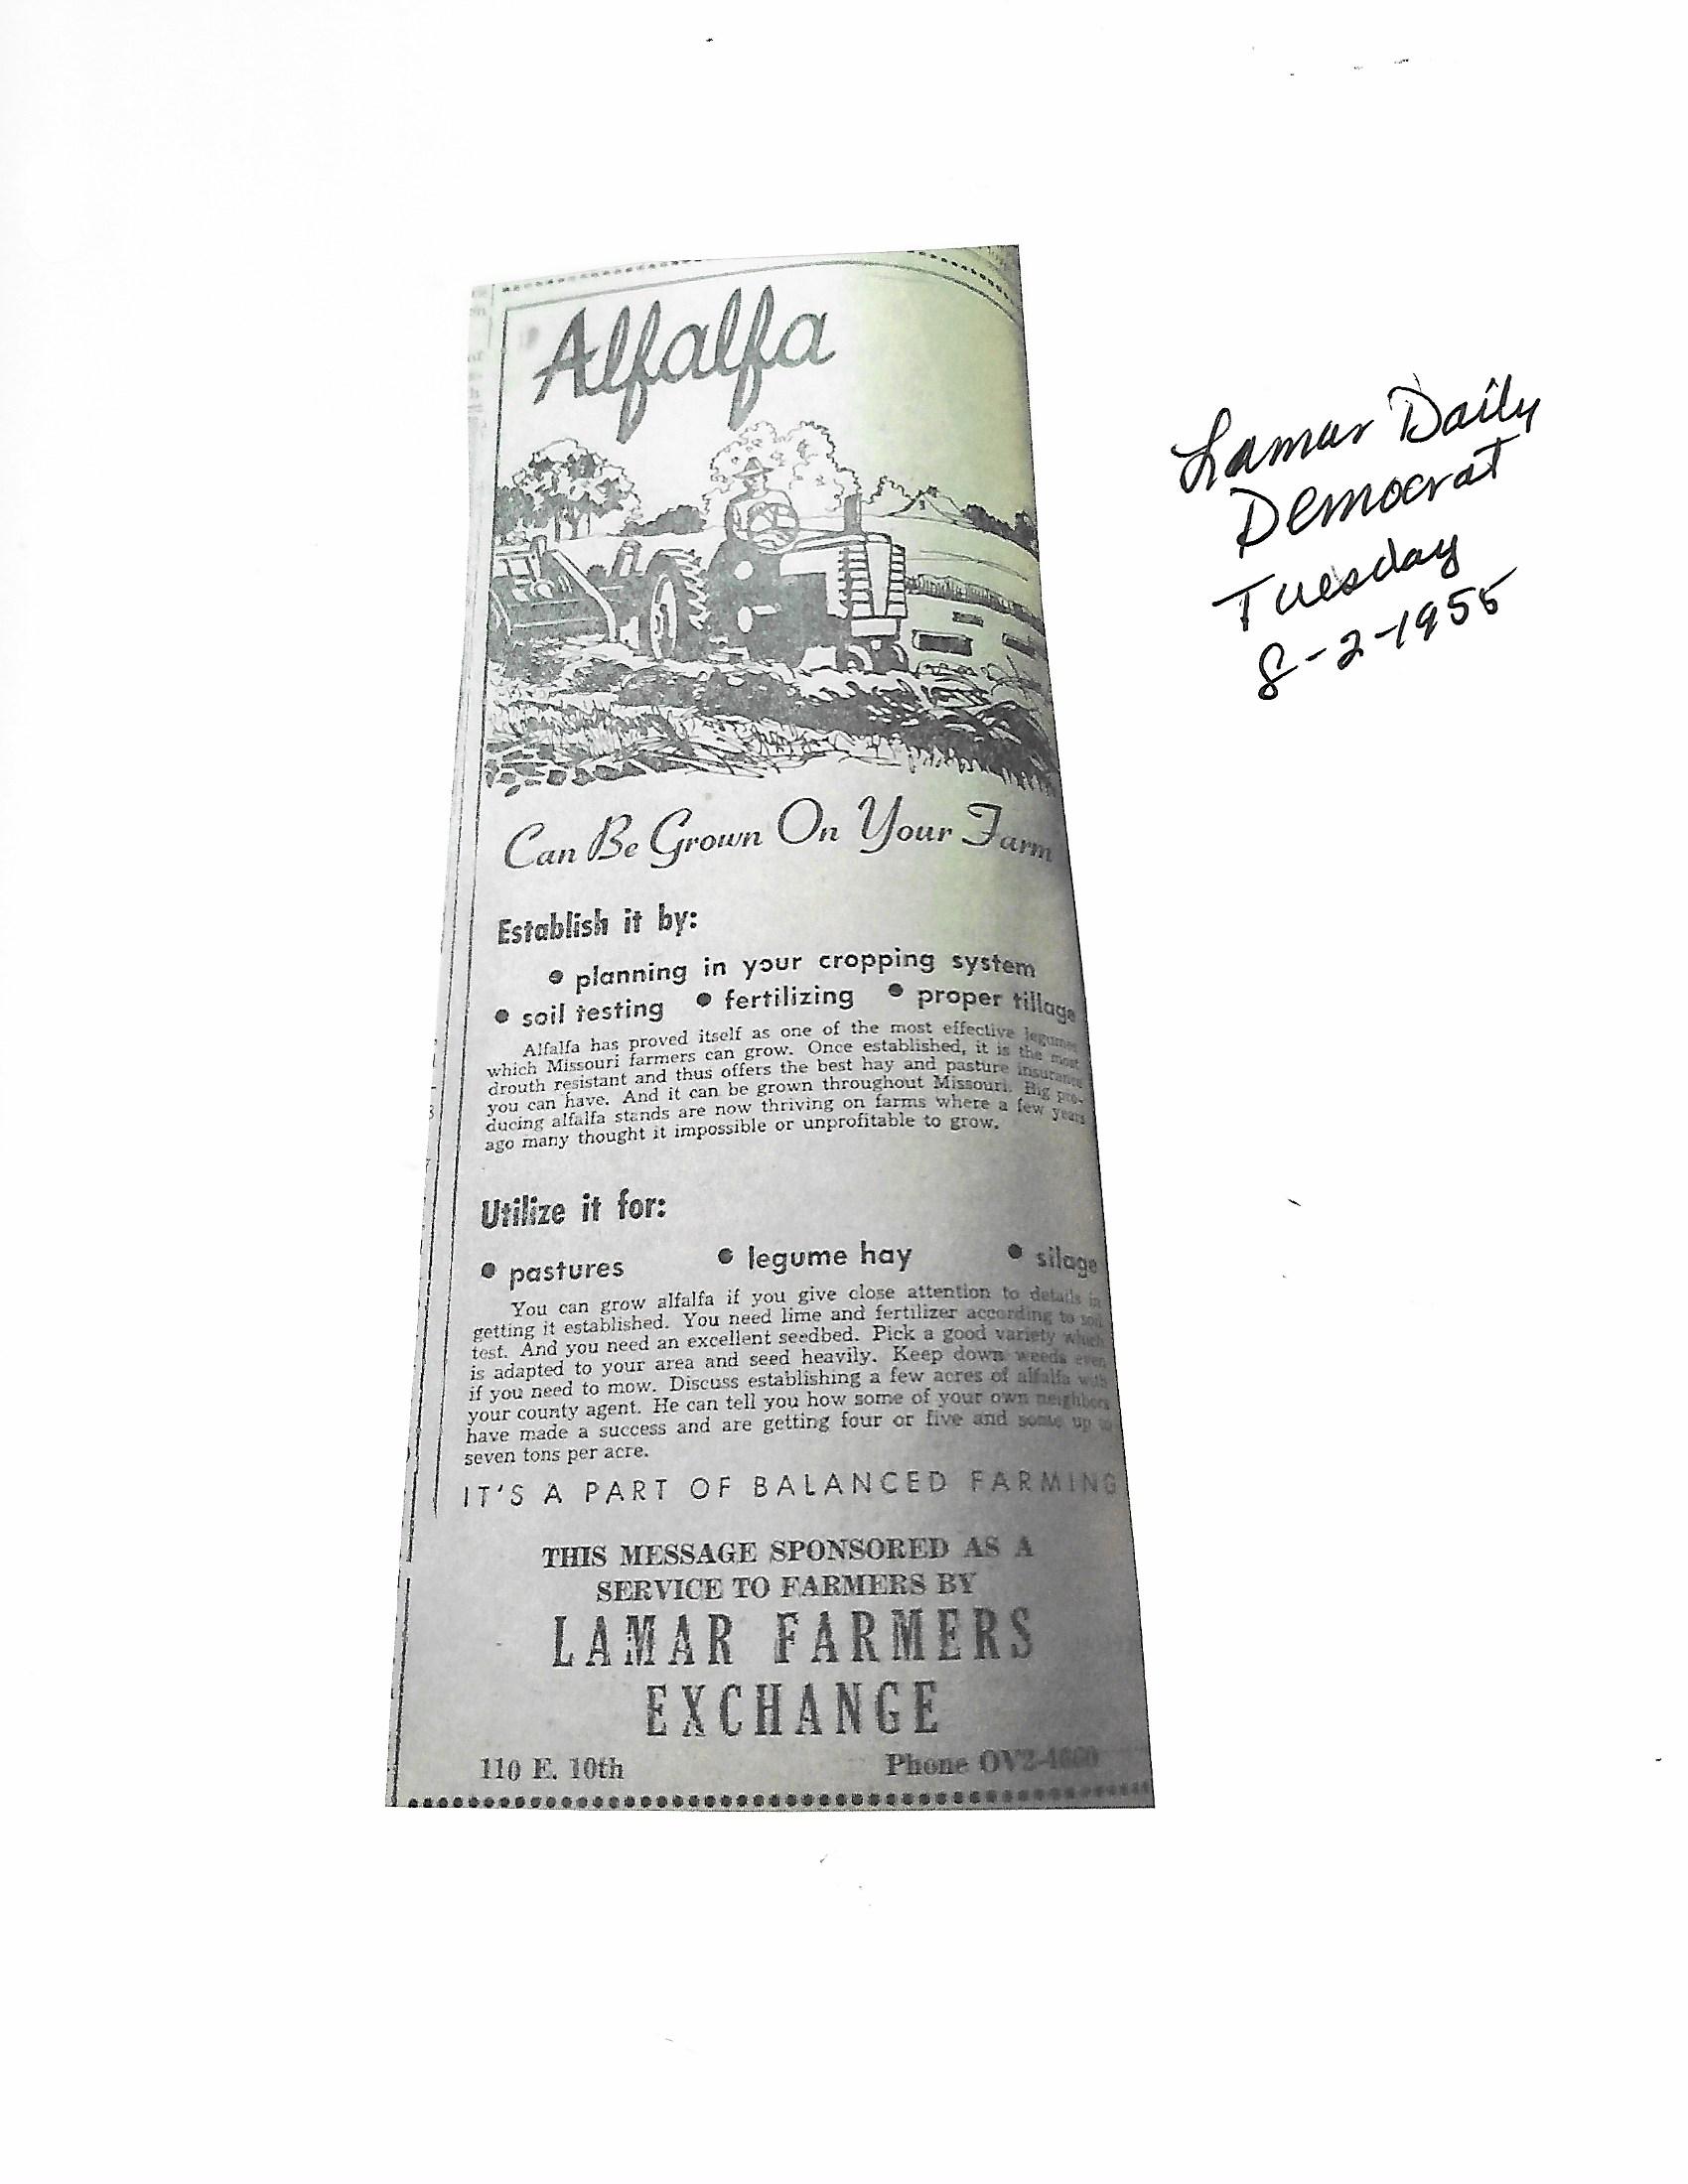 Alfalfa
Can Be Grown On Your Farm
Establish it by:
• planning in your cropping system
• soil testing • fertilizing • proper tillage
Alfalfa has proved itself as one of the most effective legumes
which Missouri farmers can grow. Once established, it is the most
drouth resistant and thus offers the best hay and pasture insurance
you can have. And it can be grown throughout Missouri. Big pro-
ducing alfalfa stands are now thriving on farms where a few years
ago many thought it impossible or unprofitable to grow.
Utilize it for:
• pastures • legume hay • silage
You can grow alfalfa if you give close attention to details in
getting it established. You need lime and fertilizer according to soil
test. And you need an excellent seedbed. Pick a good variety which
is adapted to your area and seed heavily. Keep down weeds even
if you need to mow. Discuss establishing a few acres of alfalfa with
your county agent. He can tell you how some of your own neighbors
have made a success and are getting four or five and some up to
seven tons per acre.
IT'S A PART OF BALANCED FARMING
THIS MESSAGE SPONSORED AS A
SERVICE TO FARMERS BY
LAMAR FARMERS
EXCHANGE
110 E. 10th Phone
Lamar Daily
Democrat
Tuesday
8-2-1955